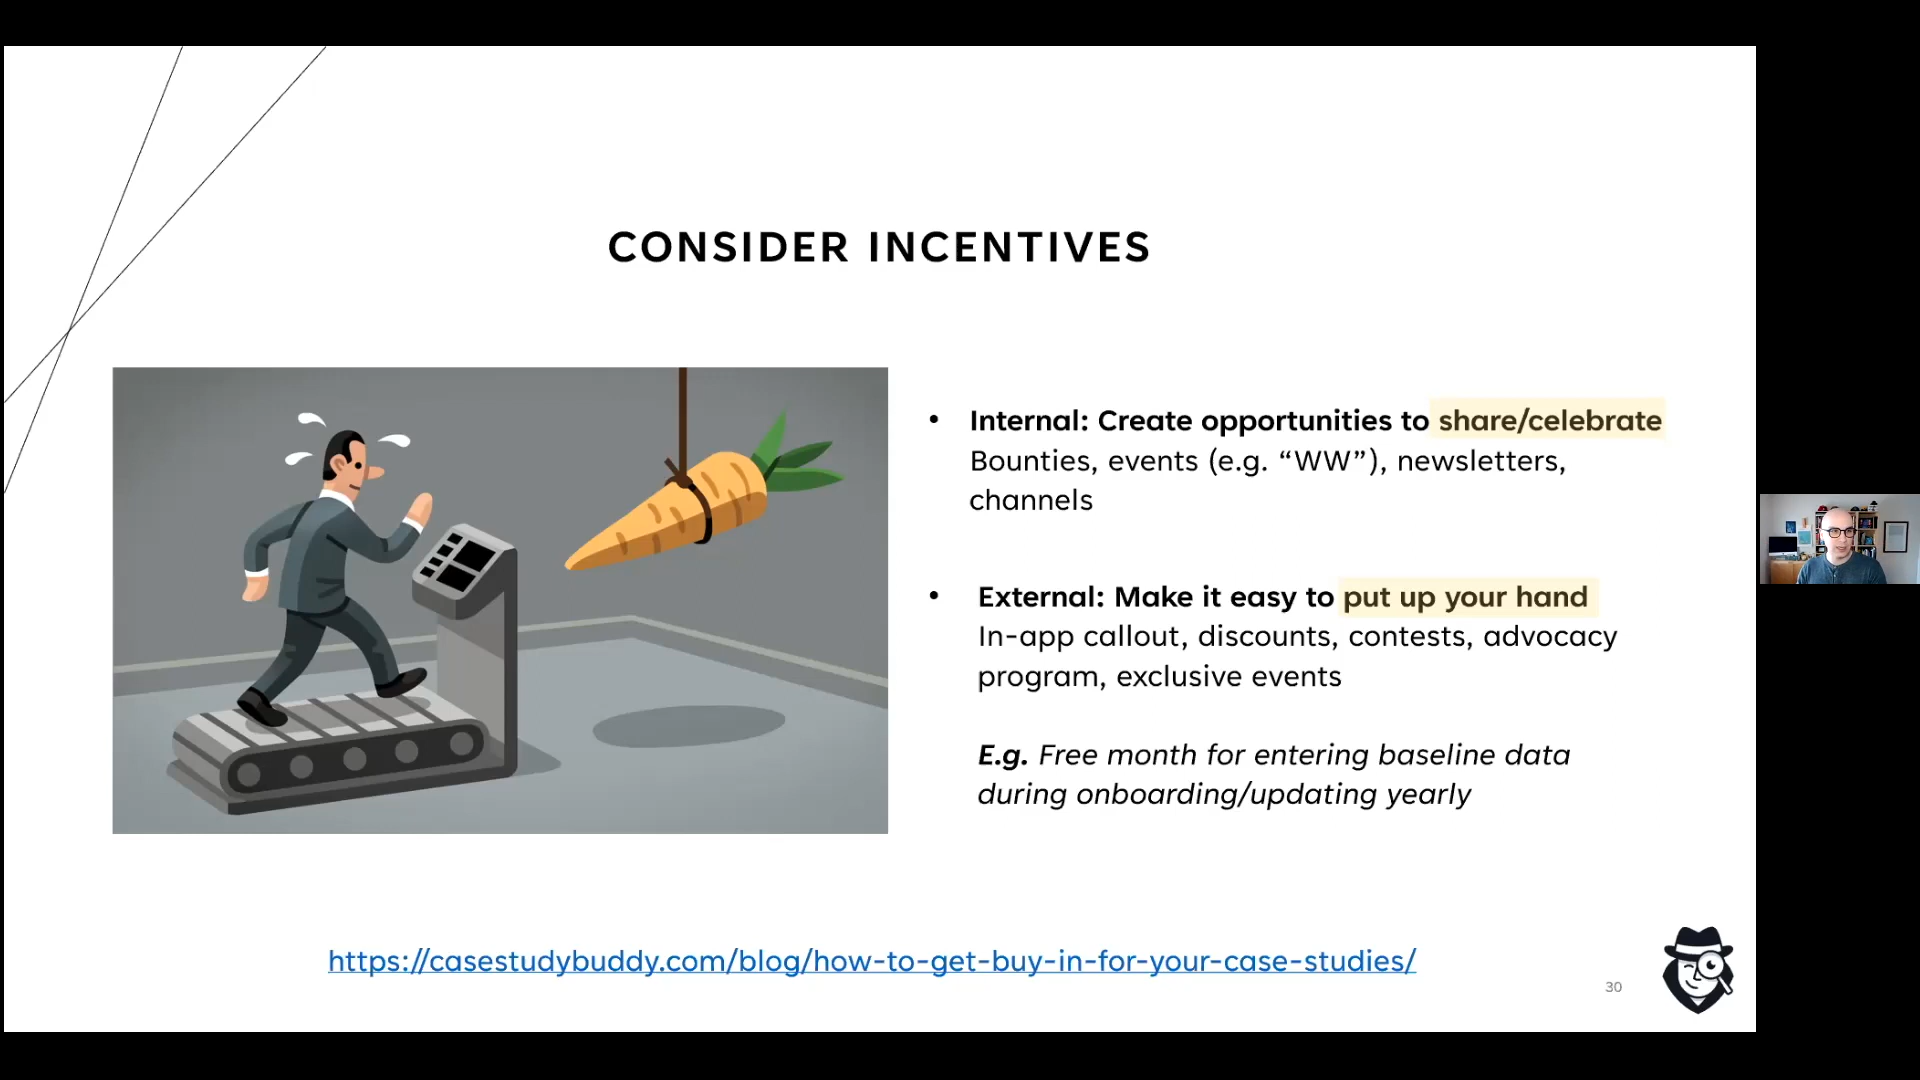 CONSIDER INCENTIVES
• Internal: Create opportunities to share/celebrate
Bounties, events (e.g. “WW”), newsletters,
channels
• External: Make it easy to put up your hand
In-app callout, discounts, contests, advocacy
program, exclusive events
E.g. Free month for entering baseline data
during onboarding/updating yearly
https://casestudybuddy.com/blog/how-to-get-buy-in-for-your-case-studies/
30